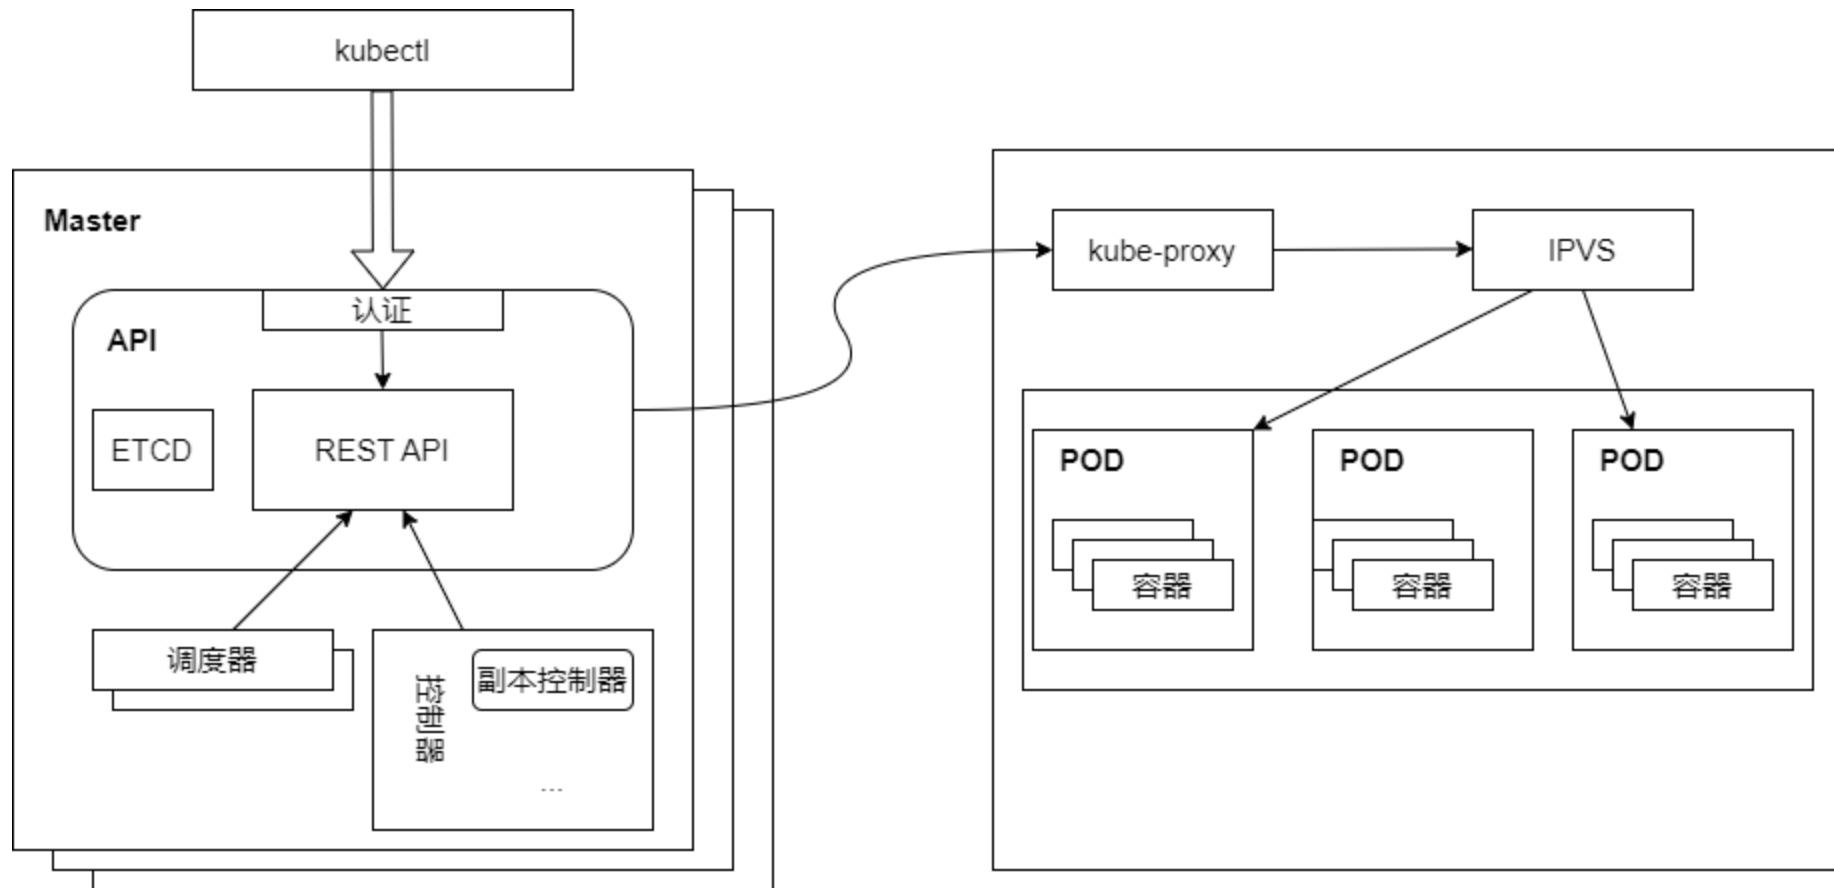 kubectl
Master
认证
API
ETCD
REST API
调度器
控制器
副本控制器
...
kube-proxy
IPVS
POD
POD
POD
容器
容器
容器